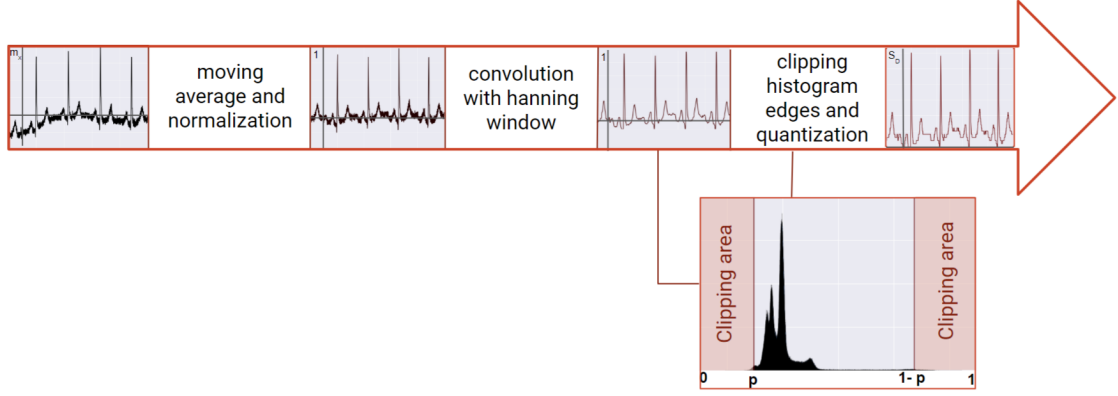 mx
moving
average and
normalization
1
convolution
with hanning
window
1
clipping
histogram
edges and
quantization
SD
Clipping area
Clipping area
0
p
1- p
1